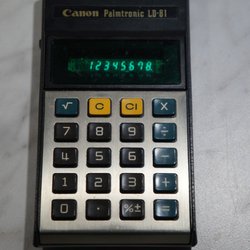 Canon Palmtronic LD-81
12345678.
√ C CI X
7 8 9 ÷
4 5 6 -
1 2 3 +
0 · %± =